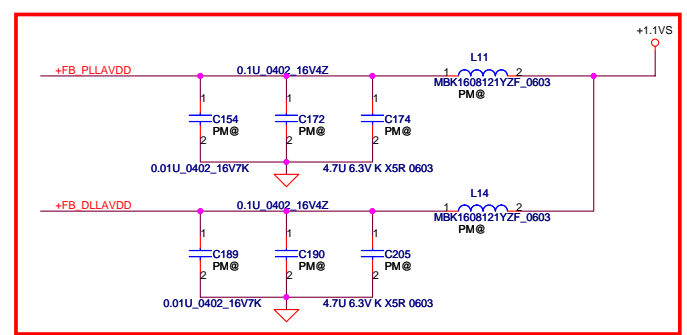 +1.1VS
L11
+FB_PLLAVDD
0.1U_0402_16V4Z
1
2
MBK1608121YZF_0603
PM@
1
1
1
C154
C172
C174
PM@
PM@
PM@
2
2
2
0.01U_0402_16V7K
4.7U 6.3V K X5R 0603
L14
+FB_DLLAVDD
0.1U_0402_16V4Z
1
2
MBK1608121YZF_0603
PM@
1
1
1
C189
C190
C205
PM@
PM@
PM@
2
2
2
0.01U_0402_16V7K
4.7U 6.3V K X5R 0603